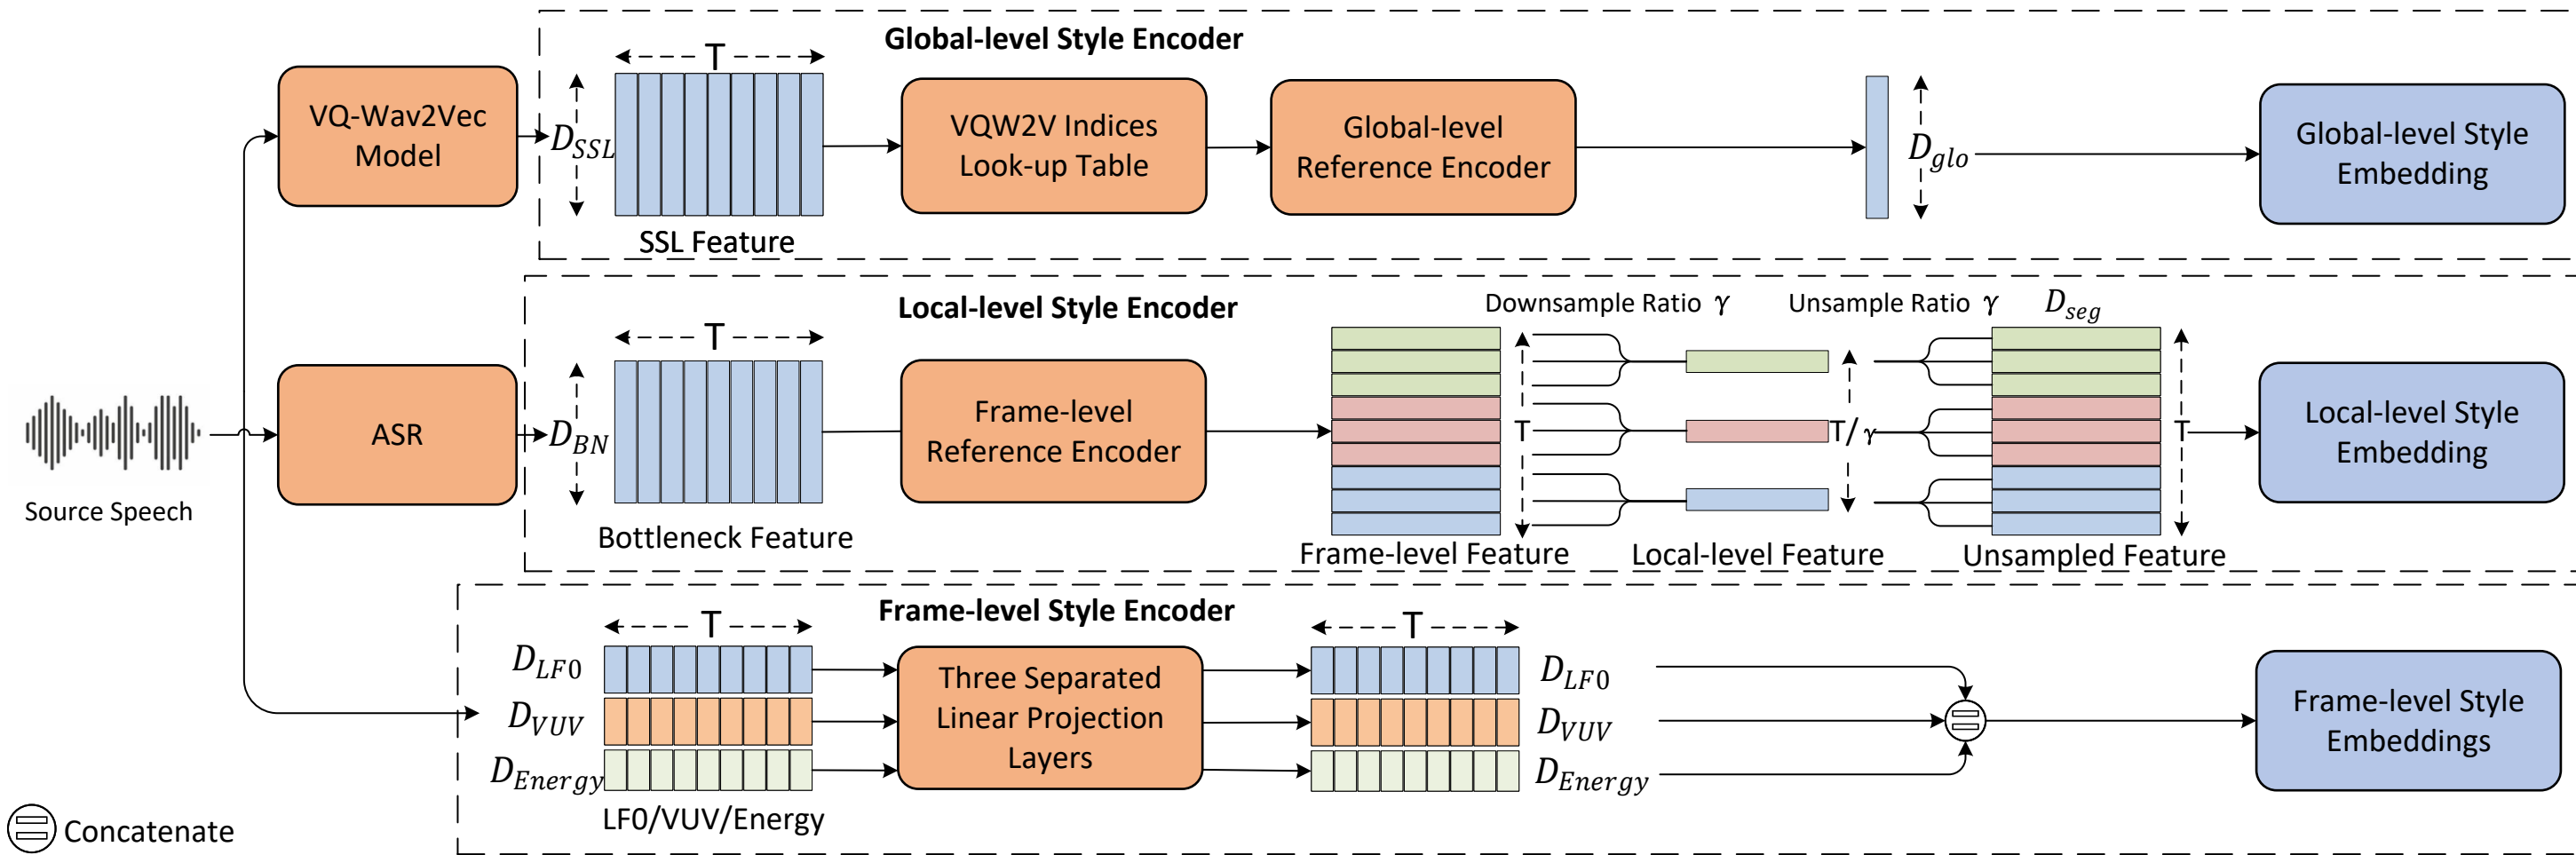 Global-level Style Encoder
T
VQ-Wav2Vec
Model
D_SSL
SSL Feature
VQW2V Indices
Look-up Table
Global-level
Reference Encoder
D_glo
Global-level Style
Embedding
Local-level Style Encoder
Downsample Ratio γ
Unsample Ratio γ
D_seg
T
Source Speech
ASR
D_BN
Bottleneck Feature
Frame-level
Reference Encoder
T
Frame-level Feature
T/γ
Local-level Feature
T
Unsampled Feature
Local-level Style
Embedding
Frame-level Style Encoder
T
D_LF0
D_VUV
D_Energy
LF0/VUV/Energy
Three Separated
Linear Projection
Layers
T
D_LF0
D_VUV
D_Energy
Frame-level Style
Embeddings
Concatenate